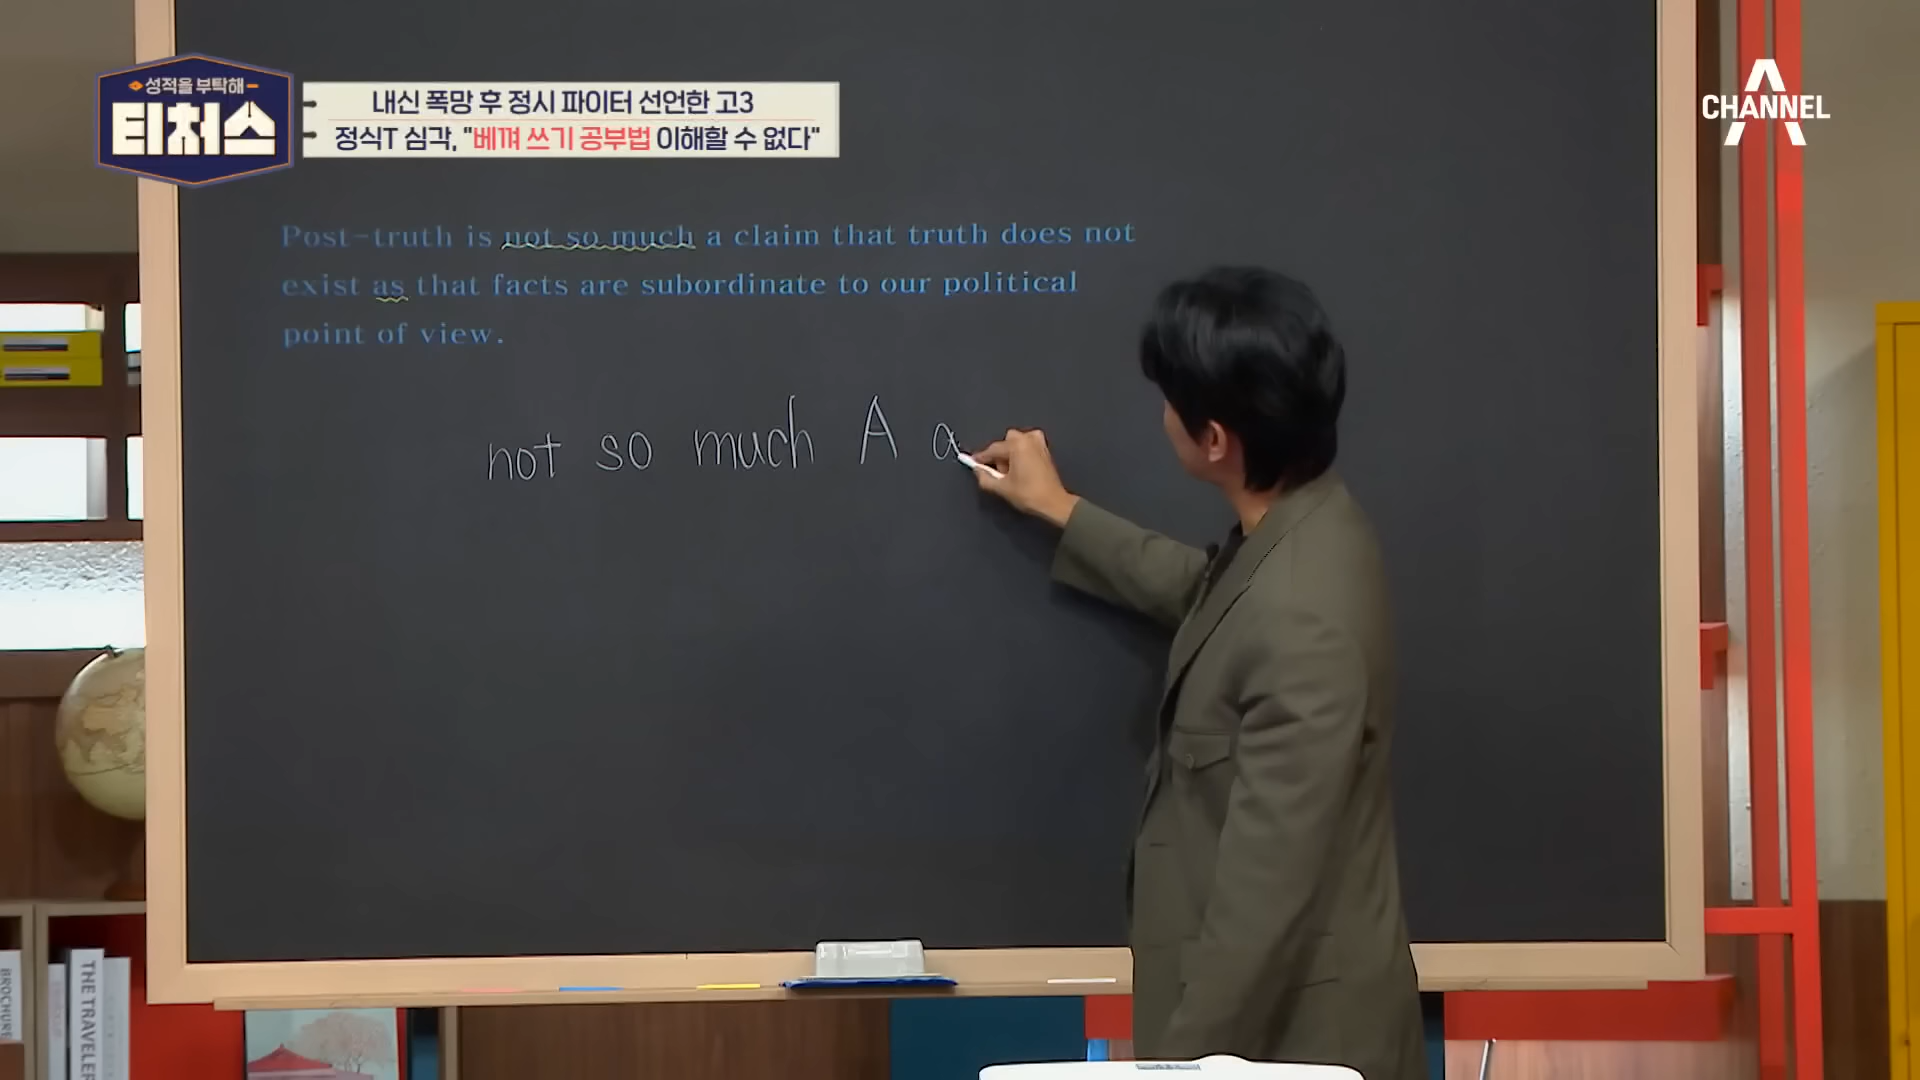 성적을 부탁해
티처스
내신 폭망 후 정시 파이터 선언한 고3
정식T 심각, "베껴 쓰기 공부법 이해할 수 없다"
CHANNEL A
Post-truth is not so much a claim that truth does not
exist as that facts are subordinate to our political
point of view.
not so much A a
BROCHURE
THE TRAVELER